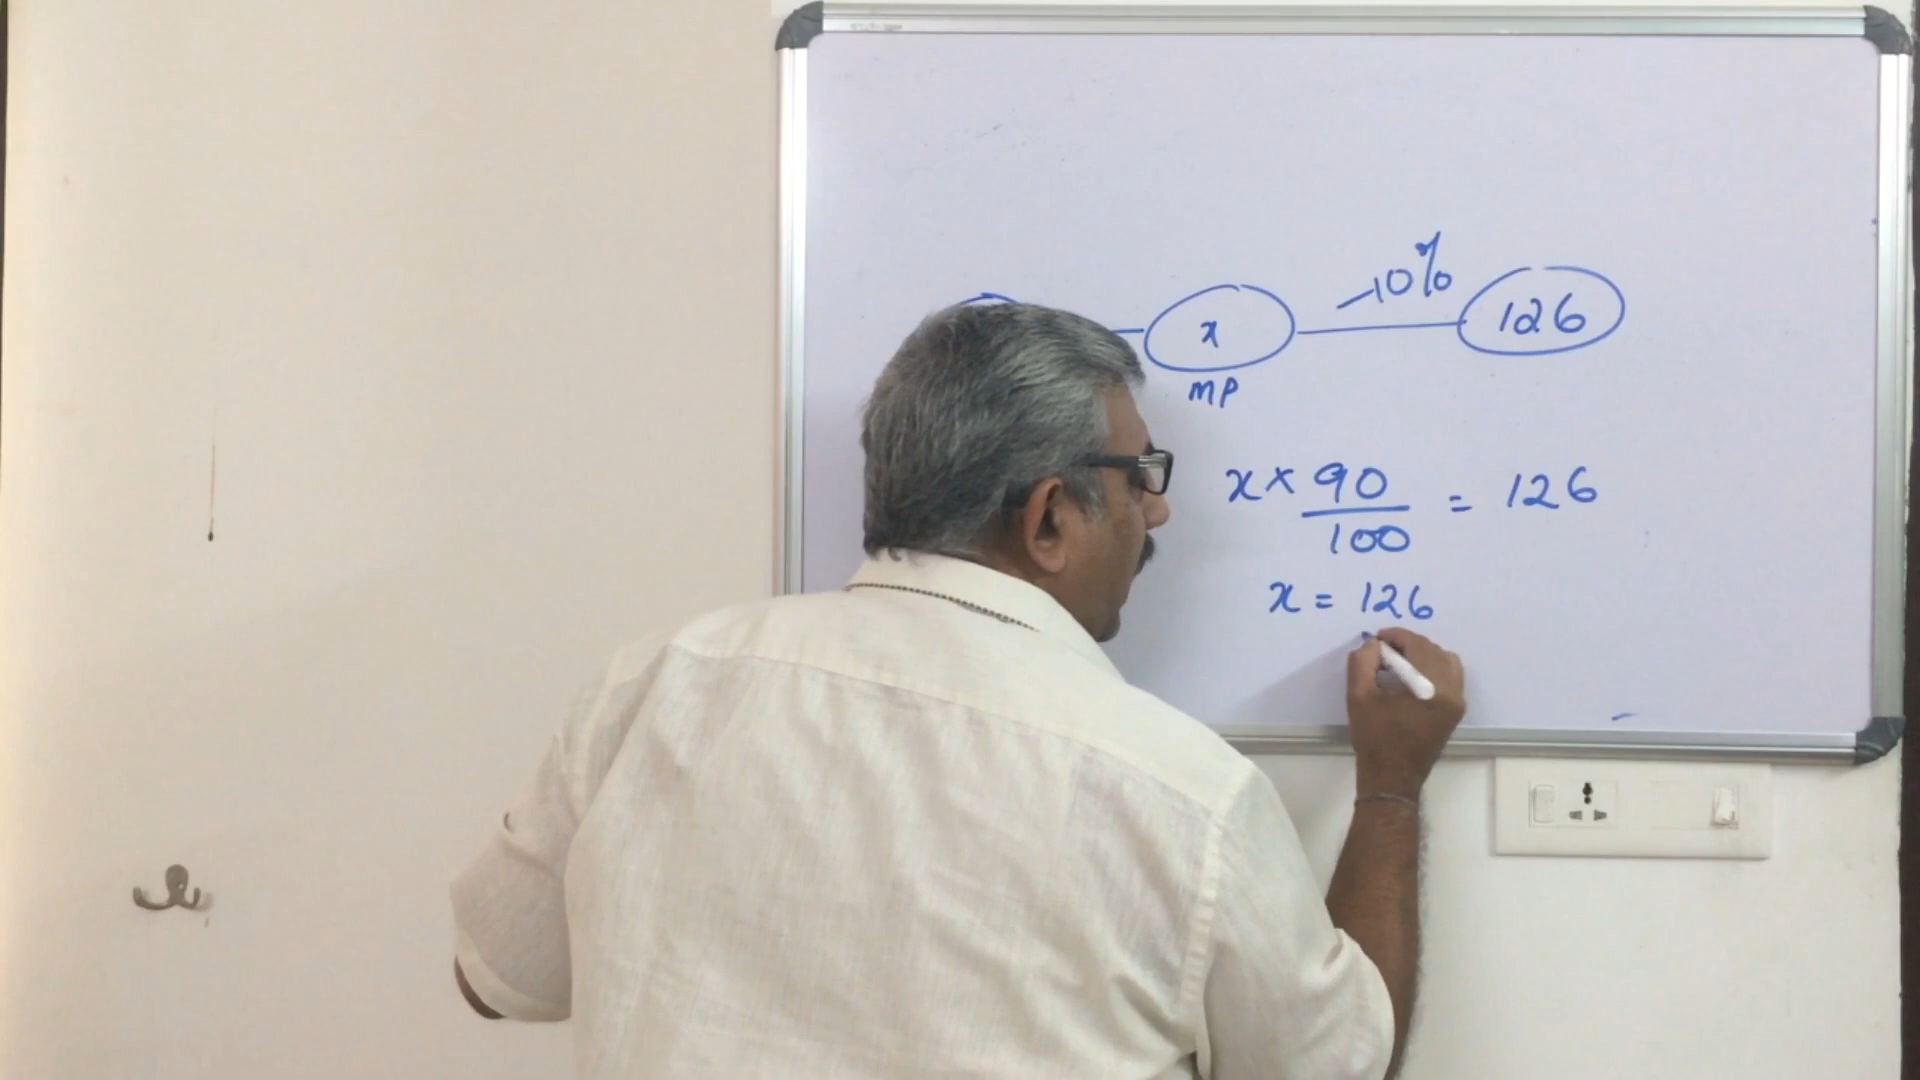 -10%
x 126
MP
x × 90/100 = 126
x = 126